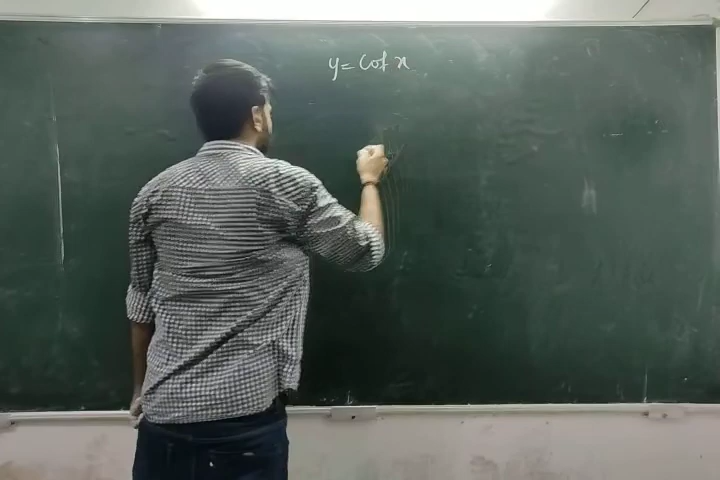 y = cot x